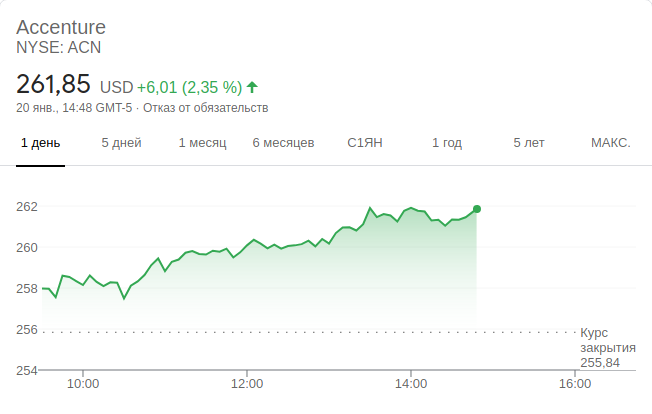 Accenture
NYSE: ACN
261,85 USD +6,01 (2,35 %)
20 янв., 14:48 GMT-5 · Отказ от обязательств
1 день 5 дней 1 месяц 6 месяцев С1ЯН 1 год 5 лет МАКС.
262
260
258
256
254
Курс
закрытия
255,84
10:00 12:00 14:00 16:00